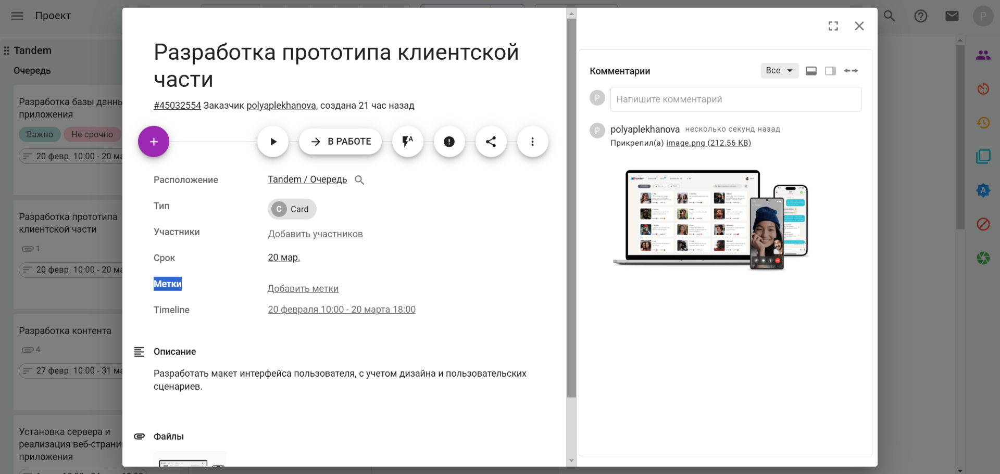 Проект
P
Tandem
Очередь
Разработка базы данн
приложения
Важно
Не срочно
20 февр. 10:00 - 20 ма
Разработка прототипа
клиентской части
1
20 февр. 10:00 - 20 ма
Разработка контента
4
27 февр. 10:00 - 31 ма
Установка сервера и
реализация веб-страни
приложения
Разработка прототипа клиентской
части
#45032554 Заказчик polyaplekhanova, создана 21 час назад
В РАБОТЕ
A
Расположение
Tandem / Очередь
Тип
C Card
Участники
Добавить участников
Срок
20 мар.
Метки
Добавить метки
Timeline
20 февраля 10:00 - 20 марта 18:00
Описание
Разработать макет интерфейса пользователя, с учетом дизайна и пользовательских
сценариев.
Файлы
Комментарии
Все
P
Напишите комментарий
P
polyaplekhanova несколько секунд назад
Прикрепил(а) image.png (212.56 KB)
tandem
A